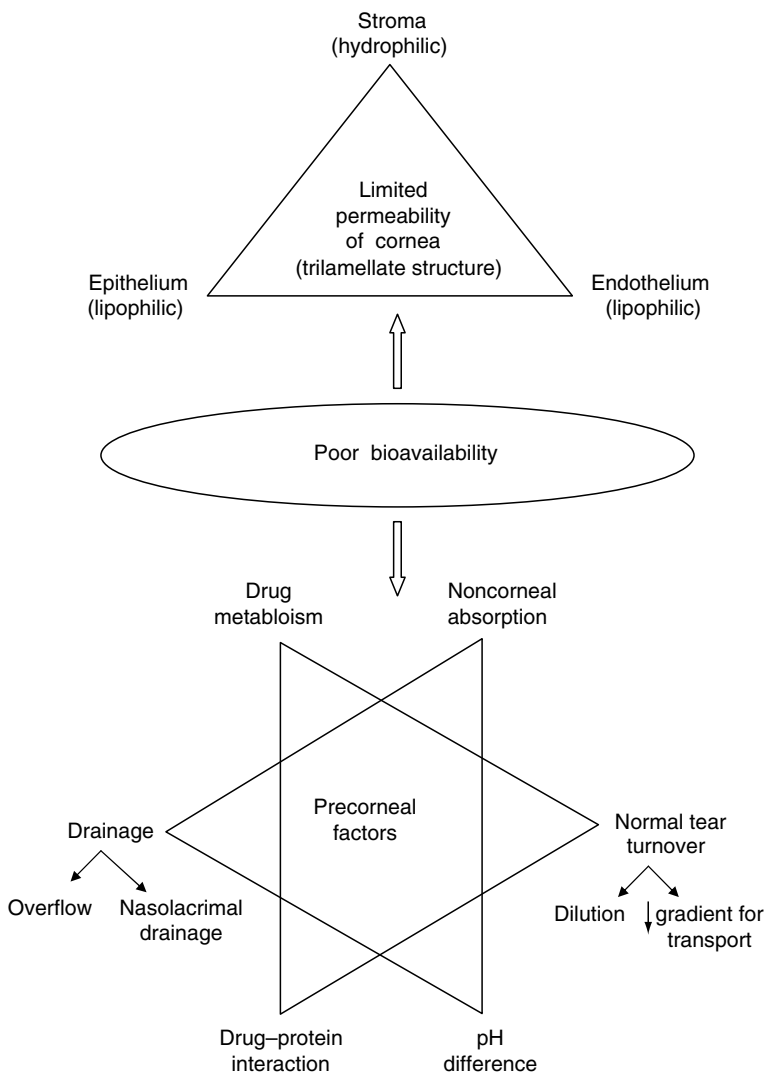 Stroma
(hydrophilic)
Limited
permeability
of cornea
(trilamellate structure)
Epithelium
(lipophilic)
Endothelium
(lipophilic)
Poor bioavailability
Drug
metabloism
Noncorneal
absorption
Precorneal
factors
Drainage
Overflow
Nasolacrimal
drainage
Normal tear
turnover
Dilution
↓gradient for
transport
Drug–protein
interaction
pH
difference